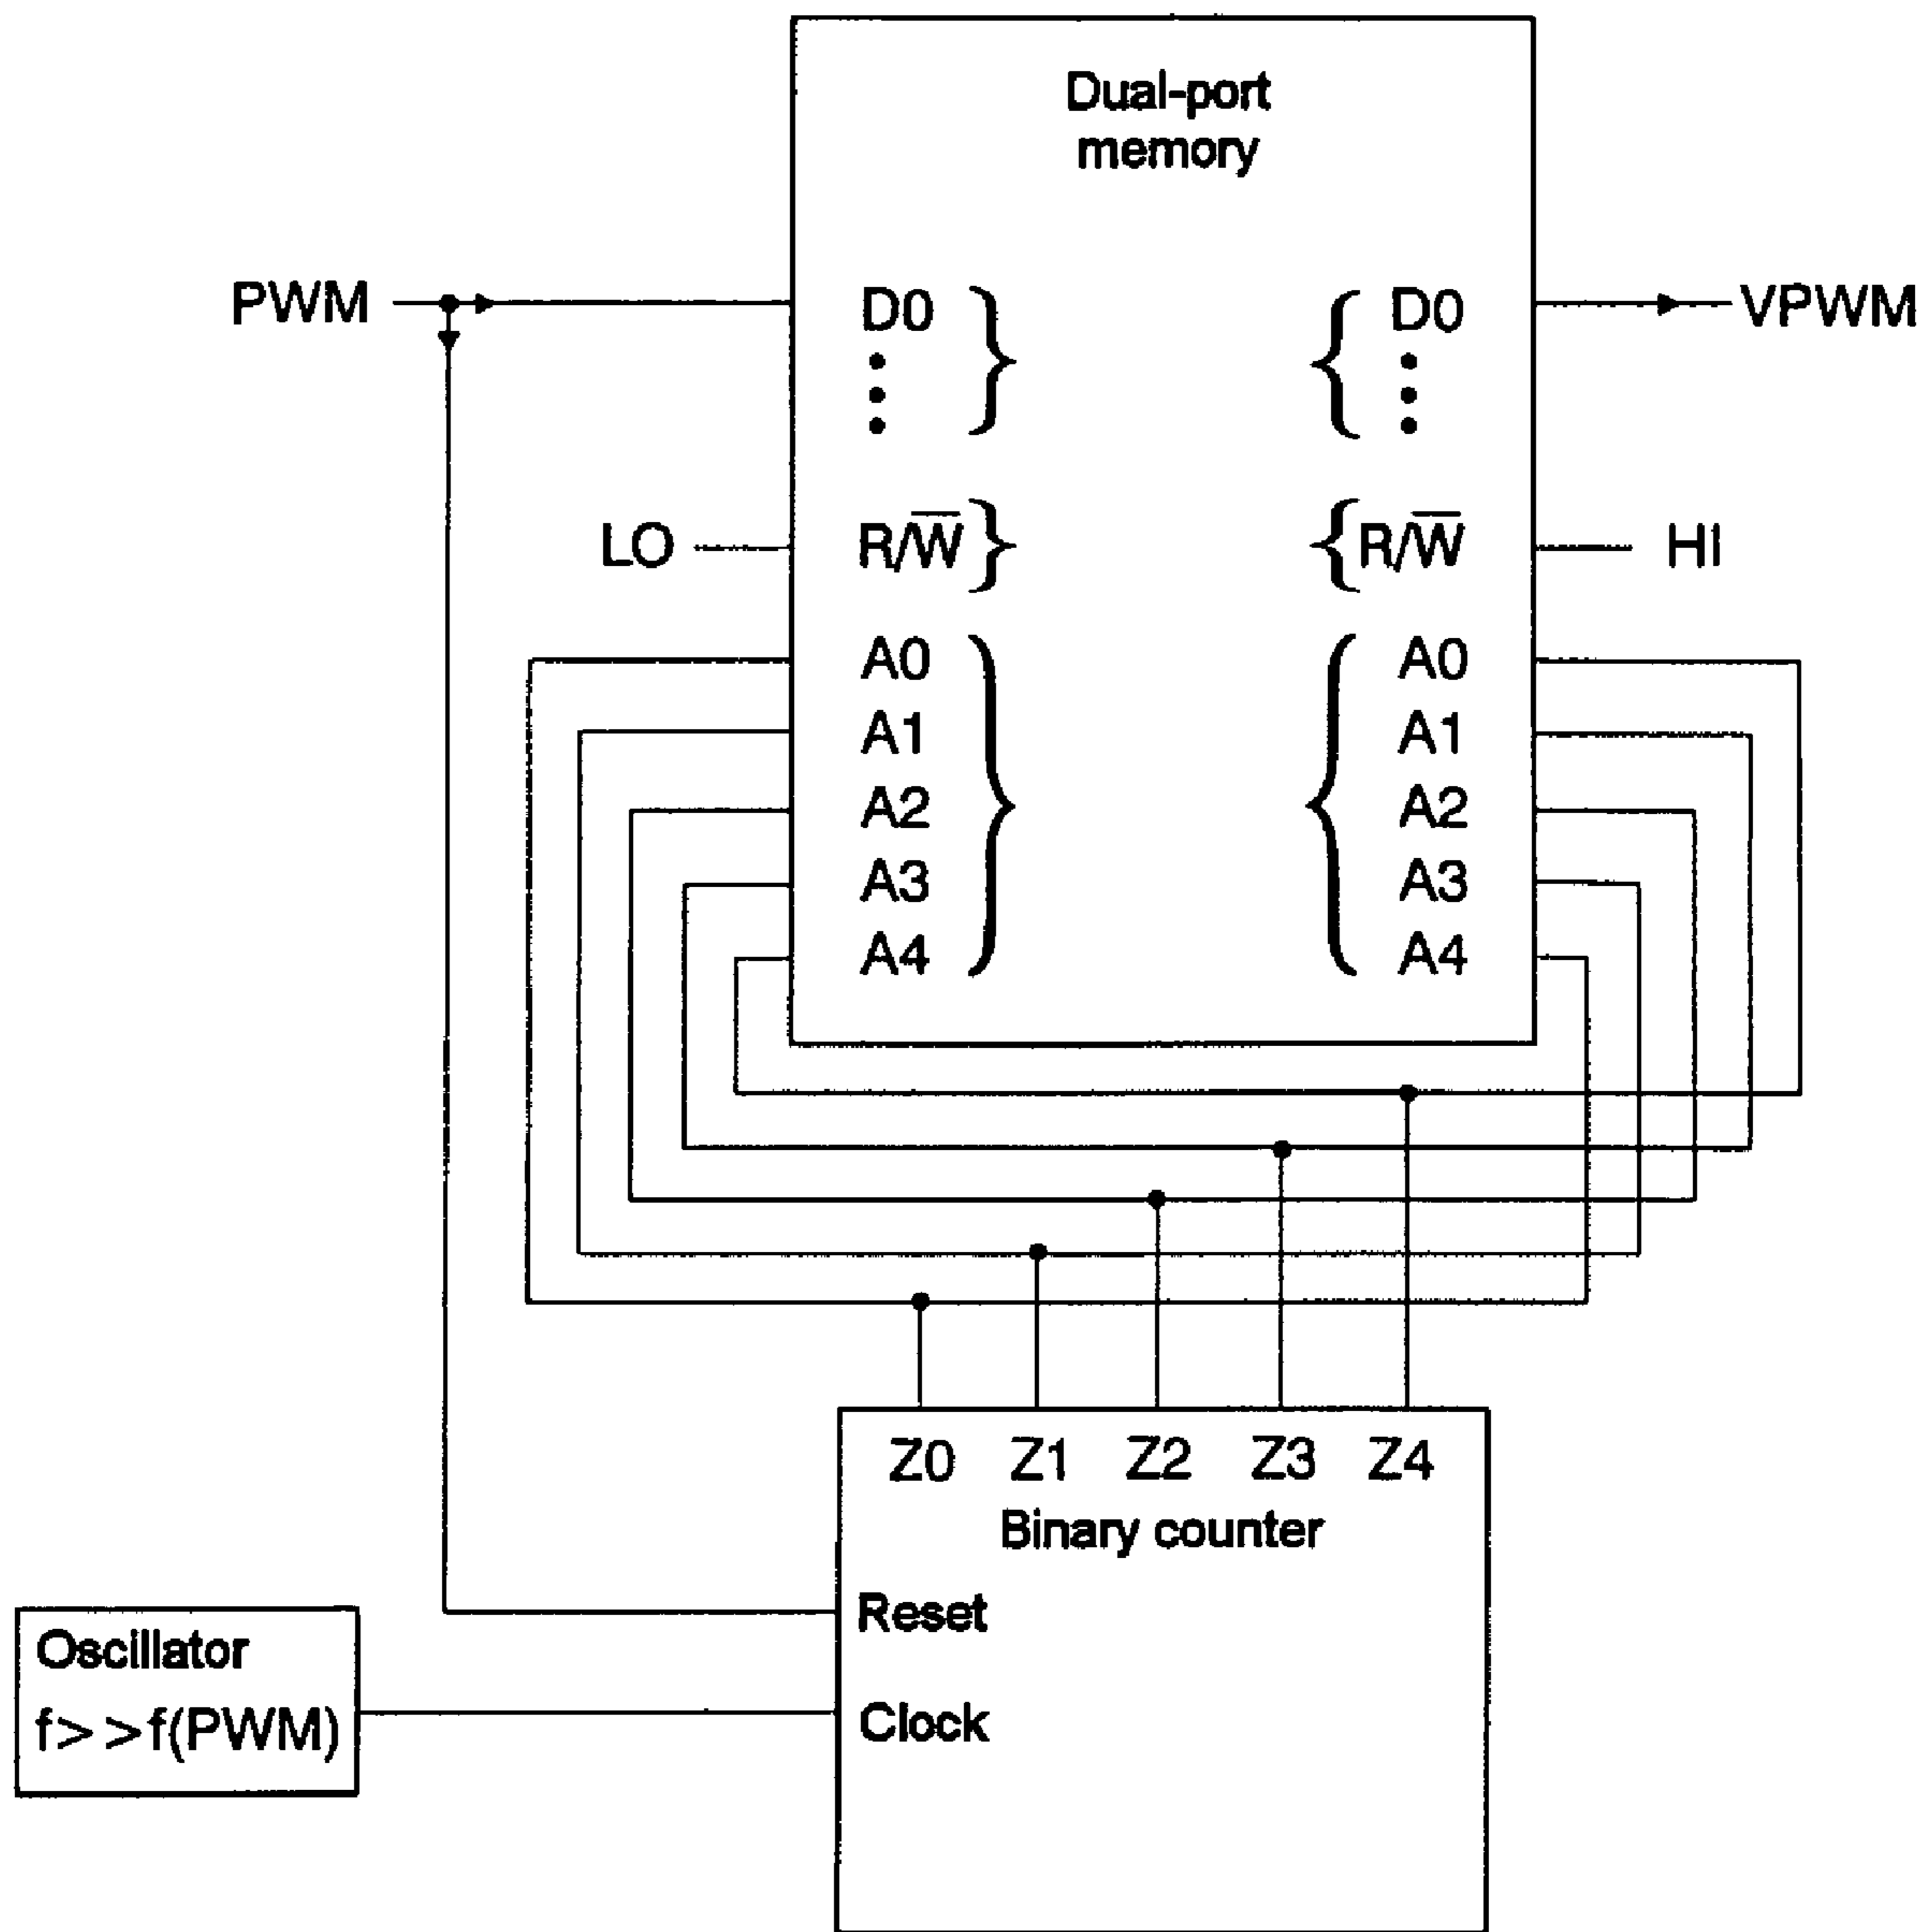 Dual-port
memory
PWM
D0
D0
VPWM
LO
R/W̅
R/W̅
HI
A0
A0
A1
A1
A2
A2
A3
A3
A4
A4
Z0 Z1 Z2 Z3 Z4
Binary counter
Reset
Oscillator
f>>f(PWM)
Clock